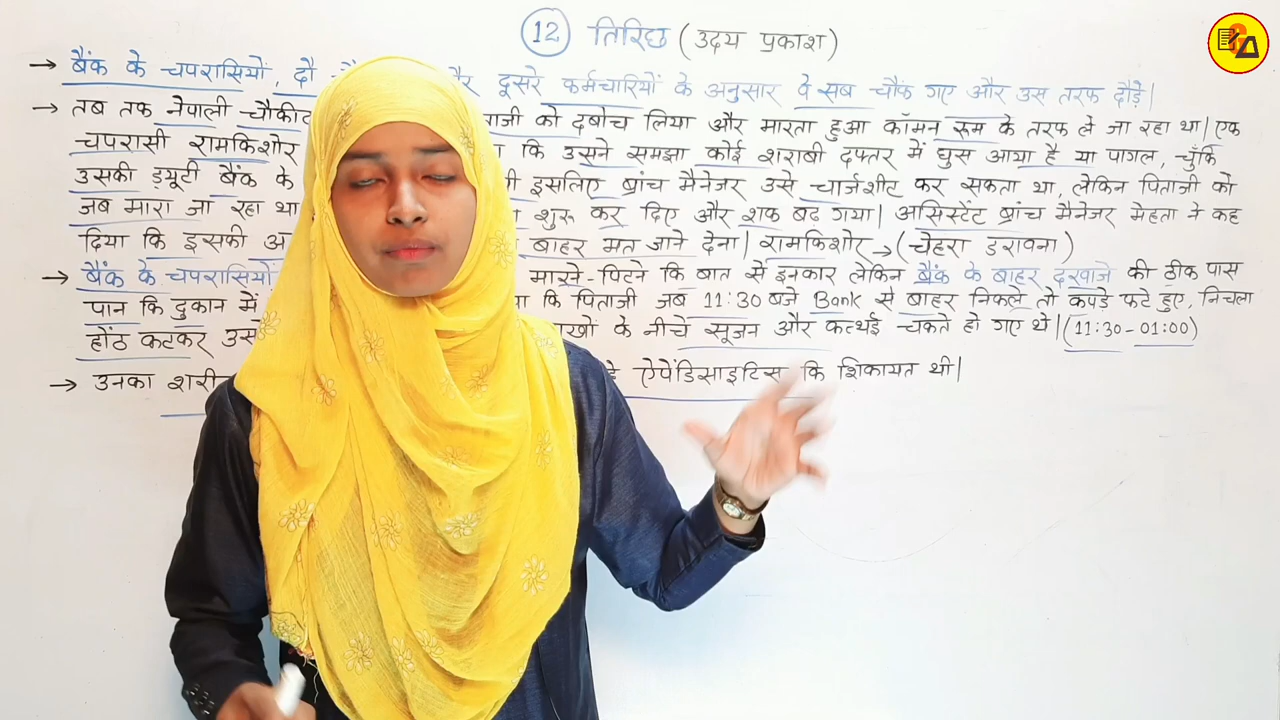 12 तिरिछ (उदय प्रकाश)
→ बैंक के चपरासियों, दो दूसरे कर्मचारियों के अनुसार वे सब चौंक गए और उस तरफ दौड़े|
→ तब तक नेपाली चौकीद ताजी को दबोच लिया और मारता हुआ कॉमन रूम के तरफ ले जा रहा था| एक
चपरासी रामकिशोर कि उसने समझा कोई शराबी दफ्तर में घुस आया है या पागल, चुँकि
उसकी ड्यूटी बैंक के इसलिए ब्रांच मैनेजर उसे चार्जशीट कर सकता था, लेकिन पिताजी को
जब मारा जा रहा था शुरू कर दिए और शक बढ गया| असिस्टेंट ब्रांच मैनेजर मेहता ने कह
दिया कि इसकी अ बाहर मत जाने देना| रामकिशोर → (चेहरा डरावना)
→ बैंक के चपरासियों मारने-पिटने कि बात से इनकार लेकिन बैंक के बाहर दरवाजे की ठीक पास
पान कि दुकान में कि पिताजी जब 11:30 बजे Bank से बाहर निकले तो कपड़े फटे हुए, निचला
होंठ कटकर उस के नीचे सूजन और कत्थई चकते हो गए थे| (11:30-01:00)
→ उनका शरी ऐपेंडिसाइटिस कि शिकायत थी|